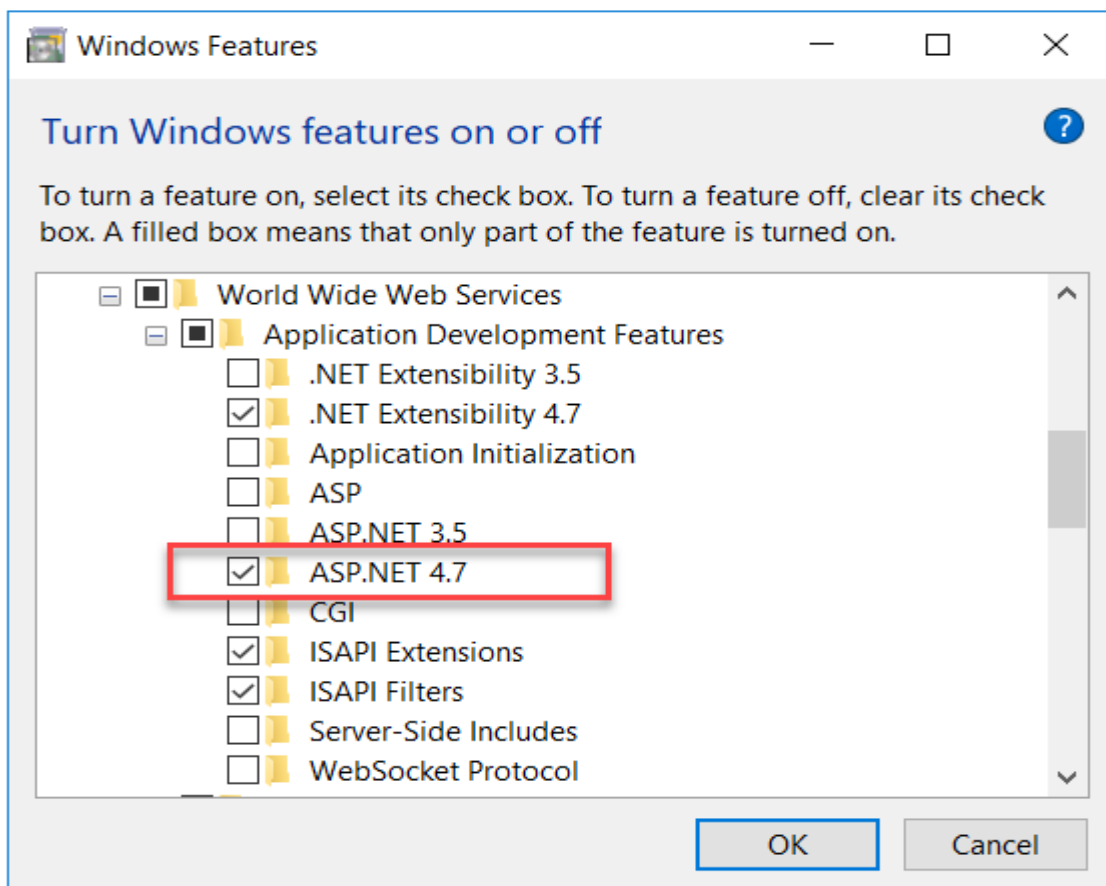 Windows Features
Turn Windows features on or off
To turn a feature on, select its check box. To turn a feature off, clear its check
box. A filled box means that only part of the feature is turned on.
World Wide Web Services
Application Development Features
.NET Extensibility 3.5
.NET Extensibility 4.7
Application Initialization
ASP
ASP.NET 3.5
ASP.NET 4.7
CGI
ISAPI Extensions
ISAPI Filters
Server-Side Includes
WebSocket Protocol
OK
Cancel